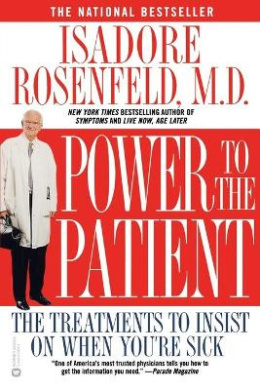 THE NATIONAL BESTSELLER
ISADORE
ROSENFELD, M.D.
NEW YORK TIMES BESTSELLING AUTHOR OF
SYMPTOMS AND LIVE NOW, AGE LATER
POWER TO THE
PATIENT
THE TREATMENTS TO INSIST
ON WHEN YOU'RE SICK
"One of America's most trusted physicians tells you how to
get the information you need." —Parade Magazine